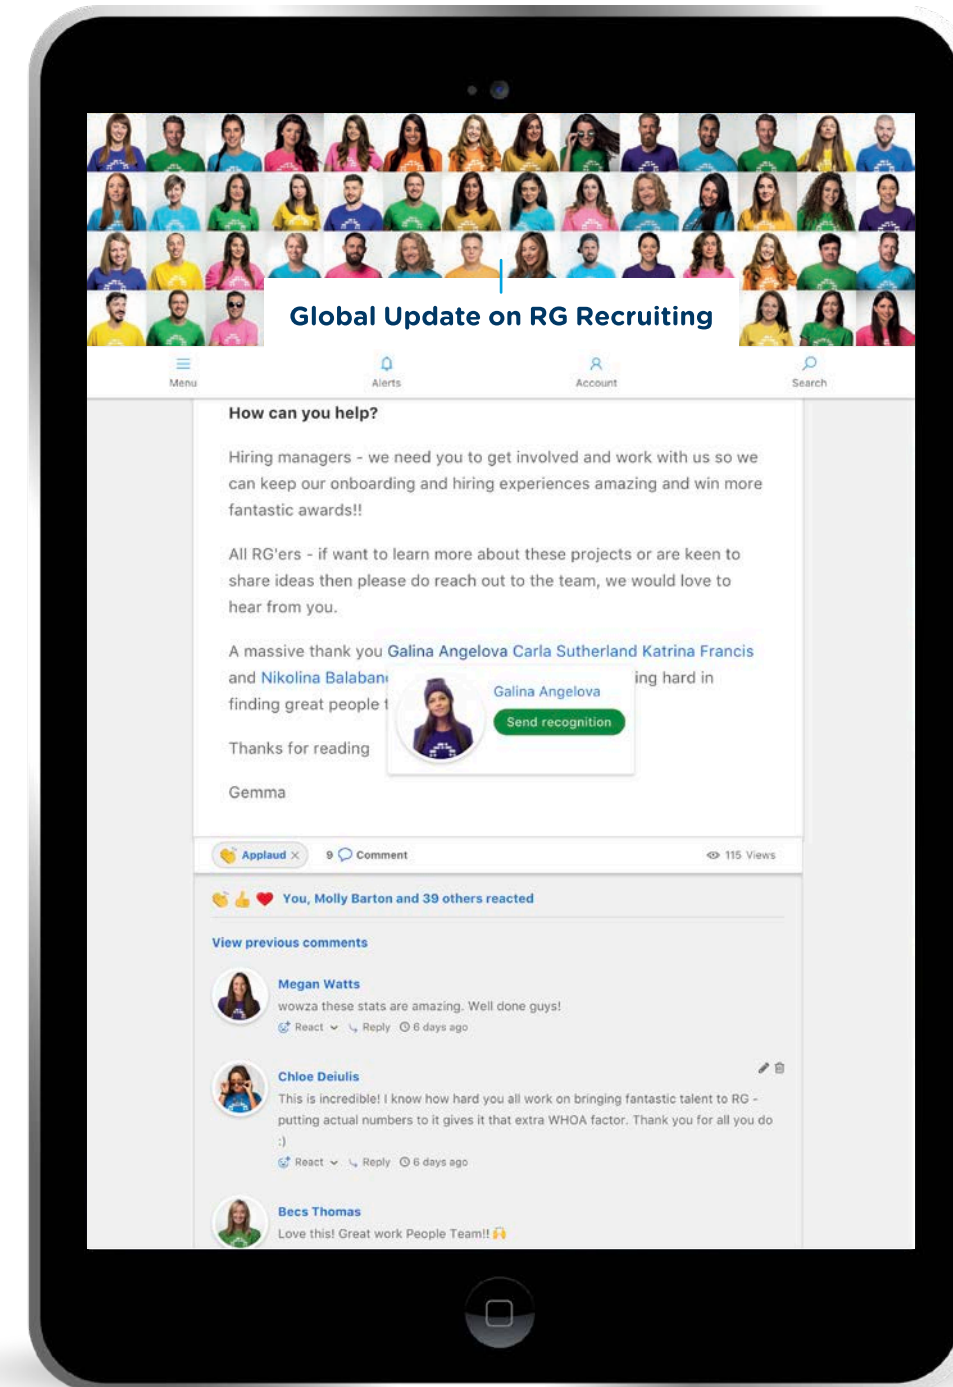 Global Update on RG Recruiting
Menu
Alerts
Account
Search
How can you help?
Hiring managers - we need you to get involved and work with us so we
can keep our onboarding and hiring experiences amazing and win more
fantastic awards!!
All RG'ers - if want to learn more about these projects or are keen to
share ideas then please do reach out to the team, we would love to
hear from you.
A massive thank you Galina Angelova Carla Sutherland Katrina Francis
and Nikolina ing hard in
finding great people
Galina Angelova
Send recognition
Thanks for reading
Gemma
Applaud ×
9 Comment
115 Views
You, Molly Barton and 39 others reacted
View previous comments
Megan Watts
wowza these stats are amazing. Well done guys!
React Reply 6 days ago
Chloe Deiulis
This is incredible! I know how hard you all work on bringing fantastic talent to RG -
putting actual numbers to it gives it that extra WHOA factor. Thank you for all you do
:)
React Reply 6 days ago
Becs Thomas
Love this! Great work People Team!! 🙌